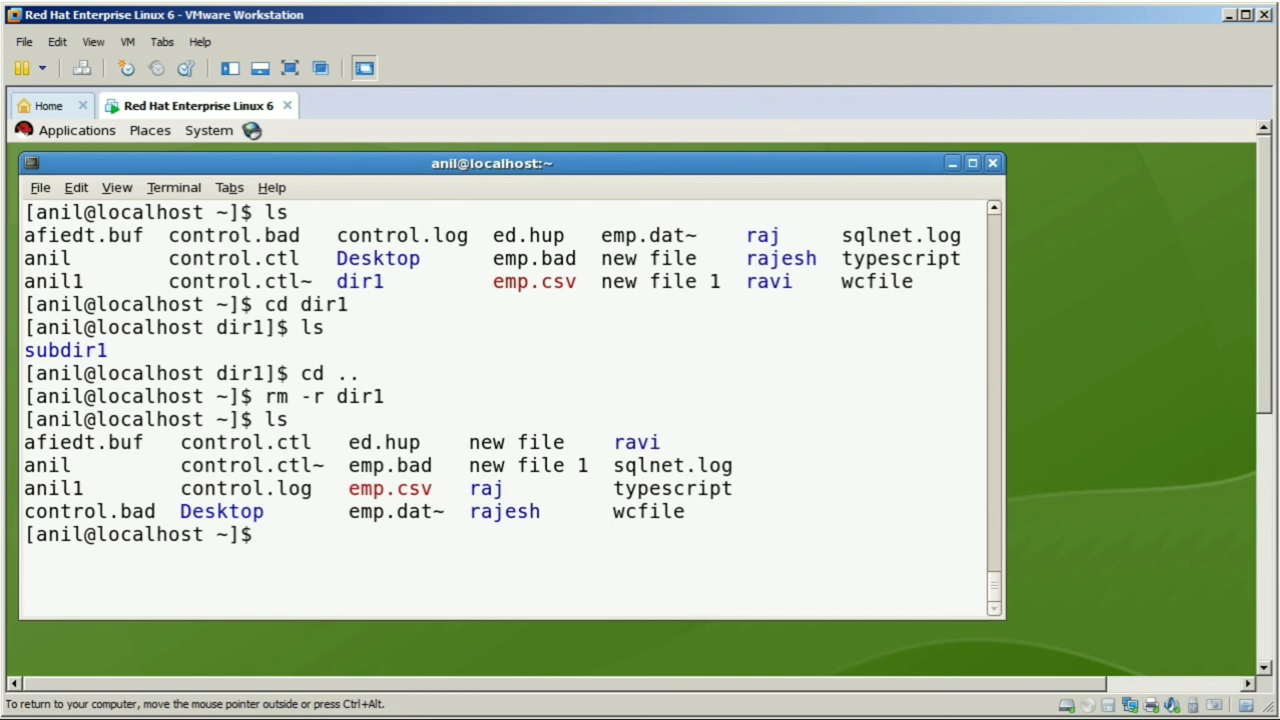 Red Hat Enterprise Linux 6 - VMware Workstation
File Edit View VM Tabs Help
Home Red Hat Enterprise Linux 6
Applications Places System
anil@localhost:~
File Edit View Terminal Tabs Help
[anil@localhost ~]$ ls
afiedt.buf control.bad control.log ed.hup emp.dat~ raj sqlnet.log
anil control.ctl Desktop emp.bad new file rajesh typescript
anil1 control.ctl~ dir1 emp.csv new file 1 ravi wcfile
[anil@localhost ~]$ cd dir1
[anil@localhost dir1]$ ls
subdir1
[anil@localhost dir1]$ cd ..
[anil@localhost ~]$ rm -r dir1
[anil@localhost ~]$ ls
afiedt.buf control.ctl ed.hup new file ravi
anil control.ctl~ emp.bad new file 1 sqlnet.log
anil1 control.log emp.csv raj typescript
control.bad Desktop emp.dat~ rajesh wcfile
[anil@localhost ~]$
To return to your computer, move the mouse pointer outside or press Ctrl+Alt.